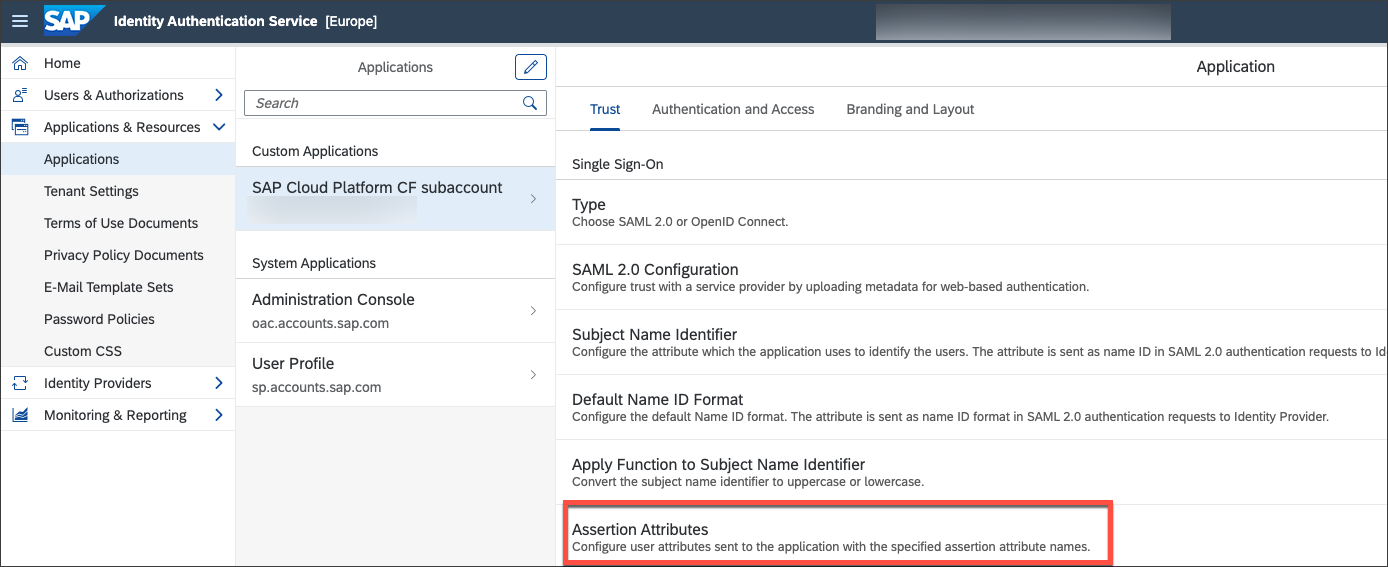 SAP Identity Authentication Service [Europe]
Home
Users & Authorizations
Applications & Resources
Applications
Tenant Settings
Terms of Use Documents
Privacy Policy Documents
E-Mail Template Sets
Password Policies
Custom CSS
Identity Providers
Monitoring & Reporting
Applications
Search
Custom Applications
SAP Cloud Platform CF subaccount
System Applications
Administration Console
oac.accounts.sap.com
User Profile
sp.accounts.sap.com
Application
Trust Authentication and Access Branding and Layout
Single Sign-On
Type
Choose SAML 2.0 or OpenID Connect.
SAML 2.0 Configuration
Configure trust with a service provider by uploading metadata for web-based authentication.
Subject Name Identifier
Configure the attribute which the application uses to identify the users. The attribute is sent as name ID in SAML 2.0 authentication requests to Id
Default Name ID Format
Configure the default Name ID format. The attribute is sent as name ID format in SAML 2.0 authentication requests to Identity Provider.
Apply Function to Subject Name Identifier
Convert the subject name identifier to uppercase or lowercase.
Assertion Attributes
Configure user attributes sent to the application with the specified assertion attribute names.